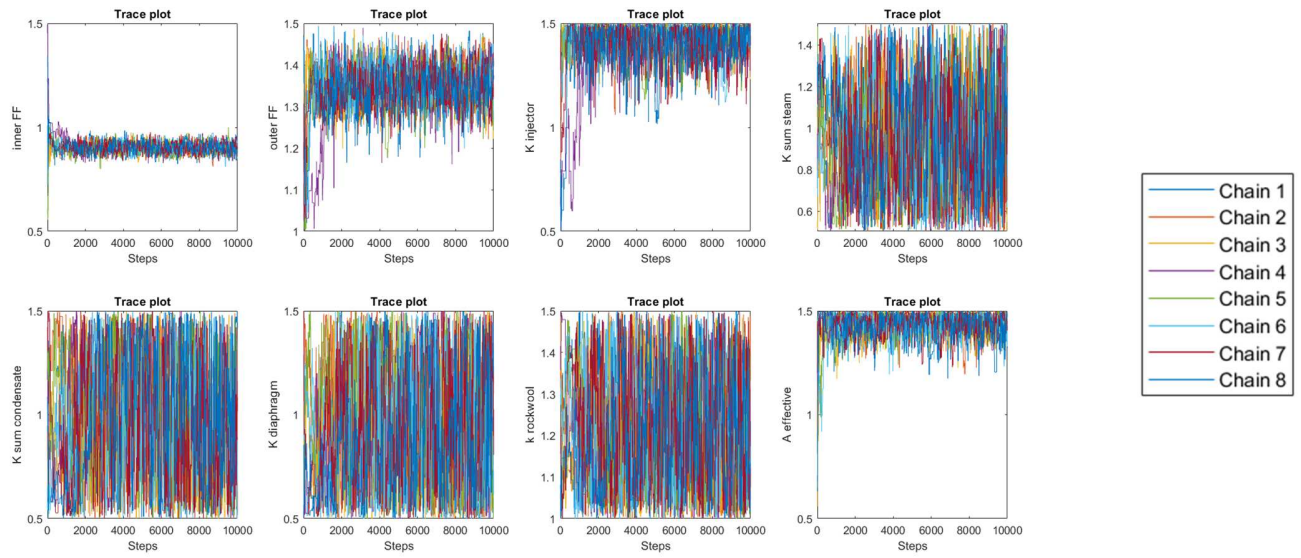 Trace plot
inner FF
1.5
1
0.5
0 2000 4000 6000 8000 10000
Steps
Trace plot
outer FF
1.5
1.4
1.3
1.2
1.1
1
0 2000 4000 6000 8000 10000
Steps
Trace plot
K injector
1.5
1
0.5
0 2000 4000 6000 8000 10000
Steps
Trace plot
K sum steam
1.4
1.2
1
0.8
0.6
0 2000 4000 6000 8000 10000
Steps
Trace plot
K sum condensate
1.5
1
0.5
0 2000 4000 6000 8000 10000
Steps
Trace plot
K diaphragm
1.5
1
0.5
0 2000 4000 6000 8000 10000
Steps
Trace plot
k rockwool
1.5
1.4
1.3
1.2
1.1
1
0 2000 4000 6000 8000 10000
Steps
Trace plot
A effective
1.5
1
0.5
0 2000 4000 6000 8000 10000
Steps
Chain 1
Chain 2
Chain 3
Chain 4
Chain 5
Chain 6
Chain 7
Chain 8